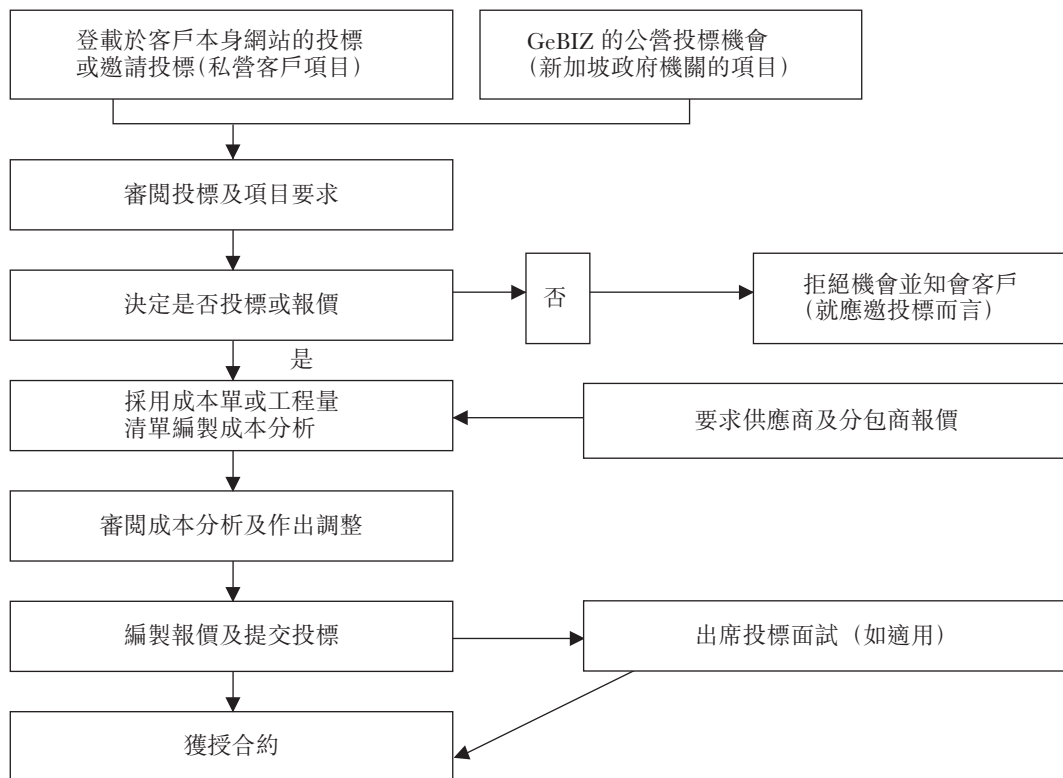 登載於客戶本身網站的投標
或邀請投標(私營客戶項目)
GeBIZ 的公營投標機會
(新加坡政府機關的項目)
審閱投標及項目要求
決定是否投標或報價
否
拒絕機會並知會客戶
(就應邀投標而言)
是
採用成本單或工程量
清單編製成本分析
要求供應商及分包商報價
審閱成本分析及作出調整
編製報價及提交投標
出席投標面試 (如適用)
獲授合約